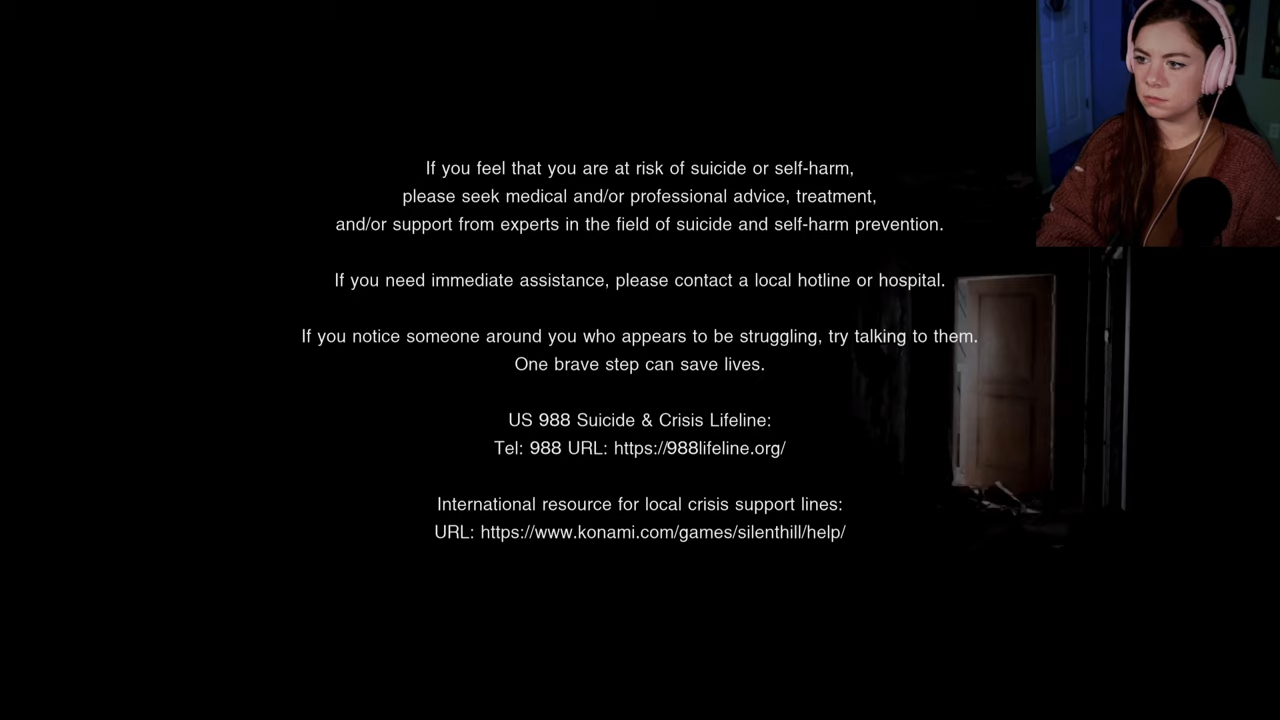 If you feel that you are at risk of suicide or self-harm,
please seek medical and/or professional advice, treatment,
and/or support from experts in the field of suicide and self-harm prevention.
If you need immediate assistance, please contact a local hotline or hospital.
If you notice someone around you who appears to be struggling, try talking to them.
One brave step can save lives.
US 988 Suicide & Crisis Lifeline:
Tel: 988 URL: https://988lifeline.org/
International resource for local crisis support lines:
URL: https://www.konami.com/games/silenthill/help/